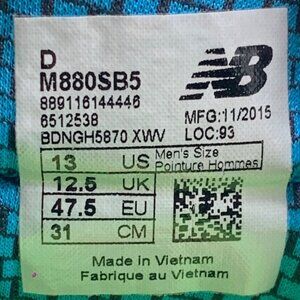 D
M880SB5
889116144446
6512538
BDNGH5870 XWV
NB
MFG:11/2015
LOC:93
13 US Men's Size Pointure Hommes
12.5 UK
47.5 EU
31 CM
Made in Vietnam
Fabrique au Vietnam